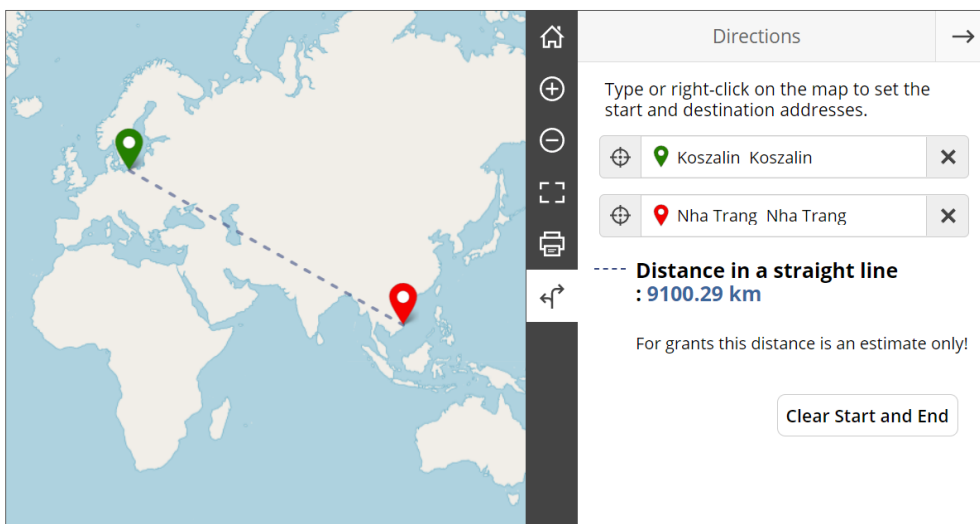 Directions
Type or right-click on the map to set the
start and destination addresses.
Koszalin Koszalin
Nha Trang Nha Trang
Distance in a straight line
: 9100.29 km
For grants this distance is an estimate only!
Clear Start and End